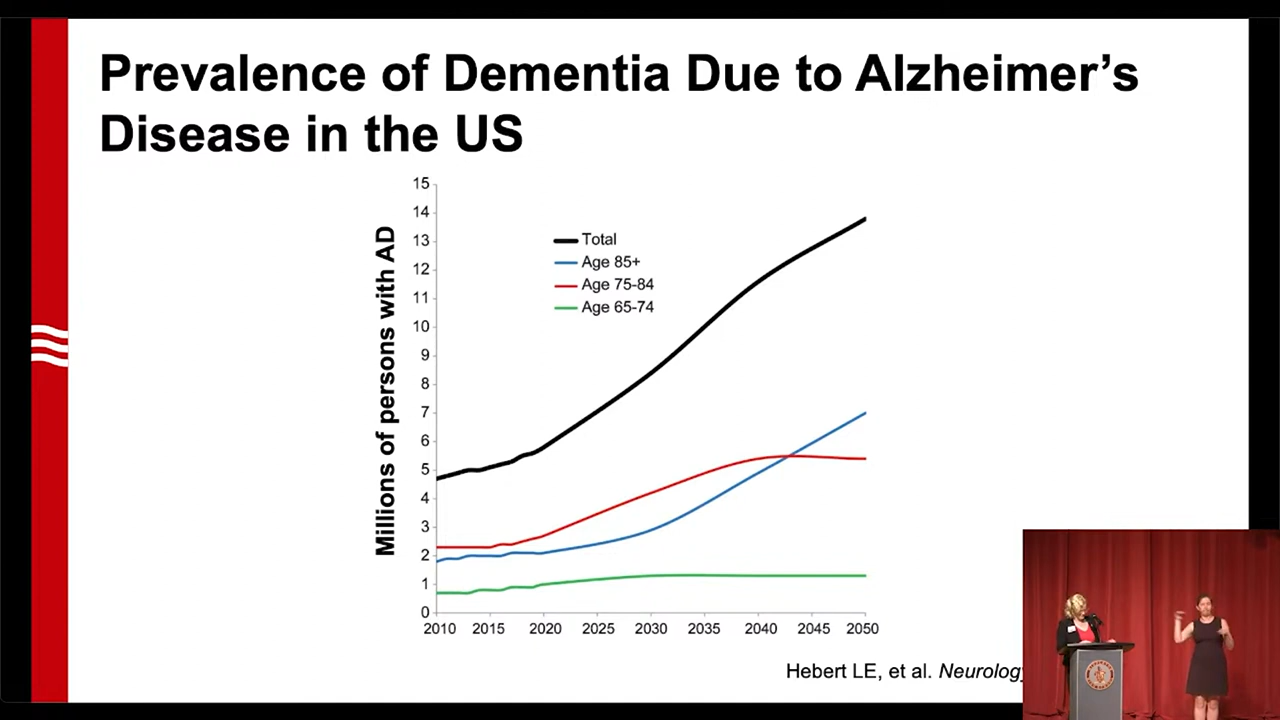 Prevalence of Dementia Due to Alzheimer's
Disease in the US
Millions of persons with AD
15
14
13
12
11
10
9
8
7
6
5
4
3
2
1
0
Total
Age 85+
Age 75-84
Age 65-74
2010 2015 2020 2025 2030 2035 2040 2045 2050
Hebert LE, et al. Neurology